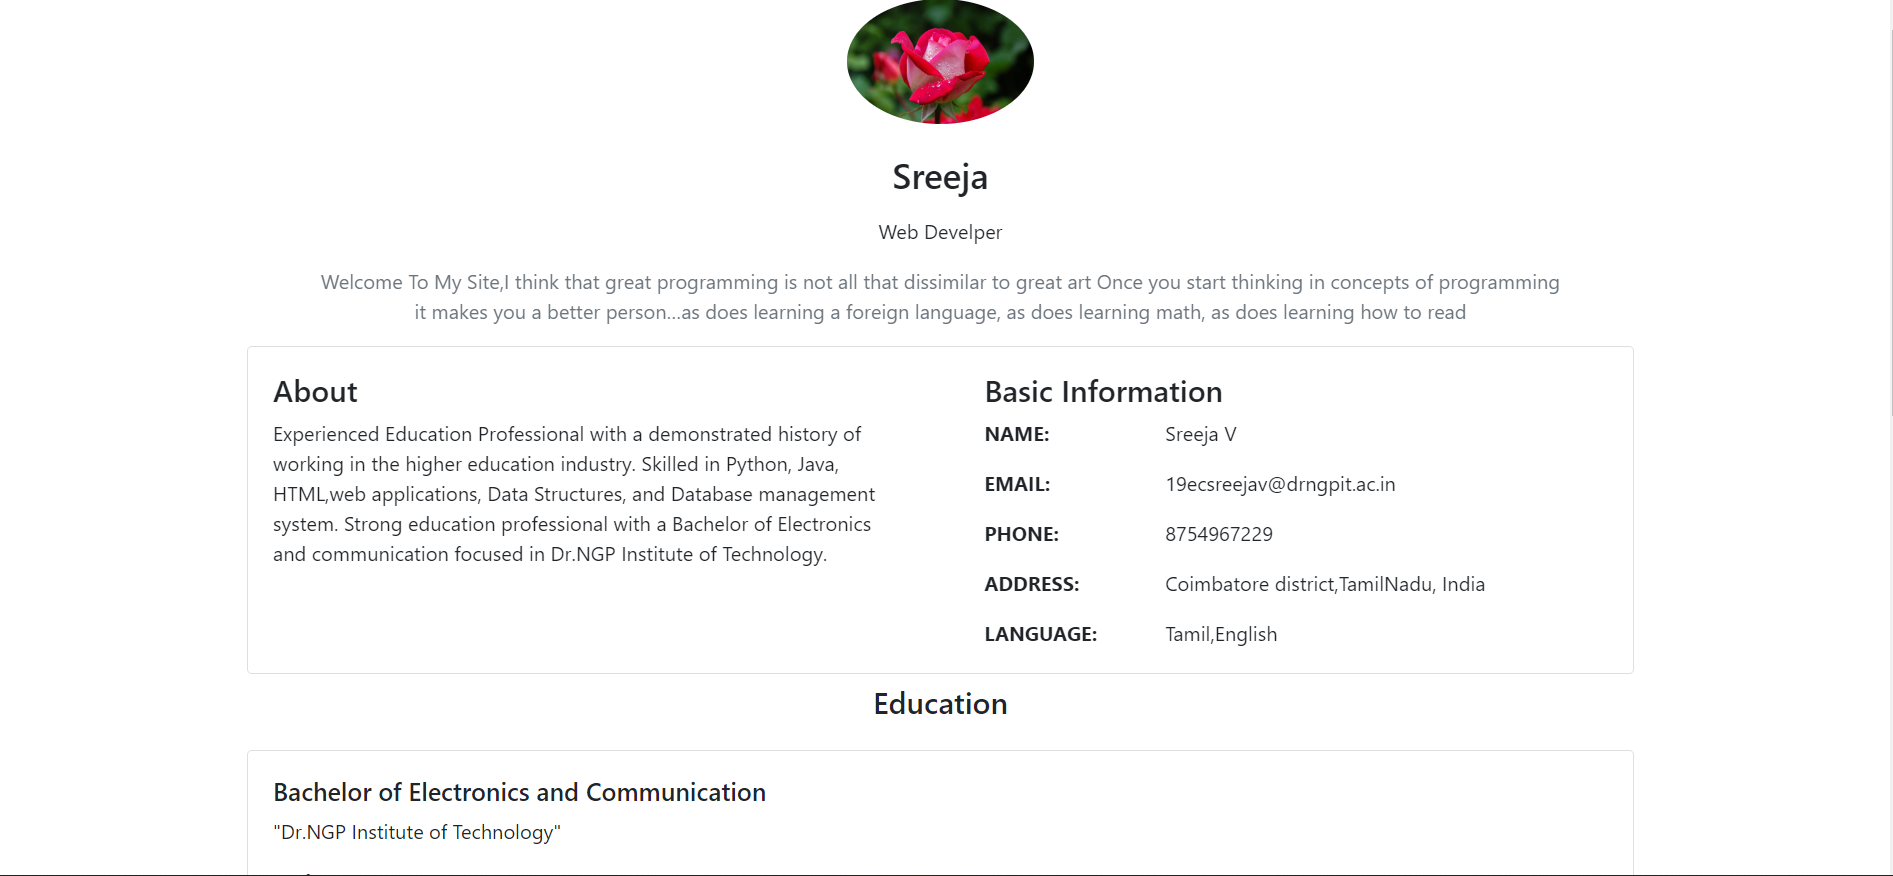 Sreeja
Web Develper
Welcome To My Site,I think that great programming is not all that dissimilar to great art Once you start thinking in concepts of programming
it makes you a better person...as does learning a foreign language, as does learning math, as does learning how to read
About
Experienced Education Professional with a demonstrated history of
working in the higher education industry. Skilled in Python, Java,
HTML,web applications, Data Structures, and Database management
system. Strong education professional with a Bachelor of Electronics
and communication focused in Dr.NGP Institute of Technology.
Basic Information
NAME: Sreeja V
EMAIL: 19ecsreejav@drngpit.ac.in
PHONE: 8754967229
ADDRESS: Coimbatore district,TamilNadu, India
LANGUAGE: Tamil,English
Education
Bachelor of Electronics and Communication
"Dr.NGP Institute of Technology"